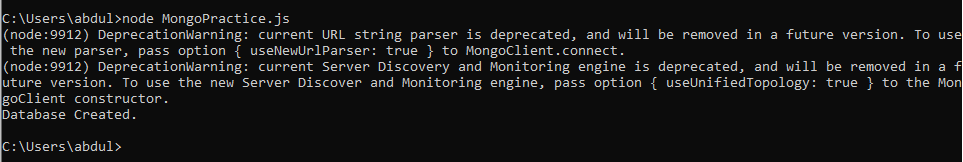 C:\Users\abdul>node MongoPractice.js
(node:9912) DeprecationWarning: current URL string parser is deprecated, and will be removed in a future version. To use
 the new parser, pass option { useNewUrlParser: true } to MongoClient.connect.
(node:9912) DeprecationWarning: current Server Discovery and Monitoring engine is deprecated, and will be removed in a f
uture version. To use the new Server Discover and Monitoring engine, pass option { useUnifiedTopology: true } to the Mon
goClient constructor.
Database Created.
C:\Users\abdul>